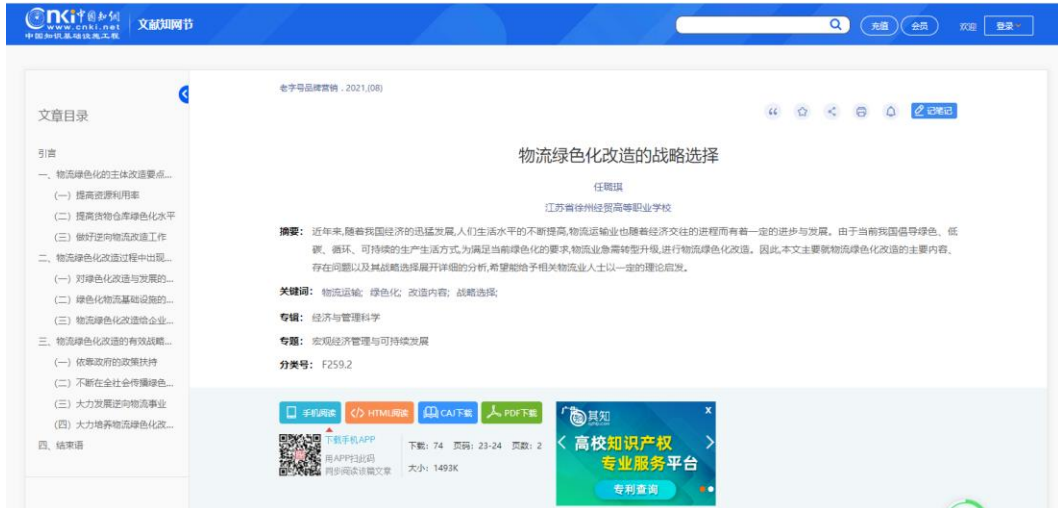 CNKI 中国知网
www.cnki.net
中国知识基础设施工程
文献知网节
充值
会员
欢迎
登录
文章目录
引言
一、物流绿色化的主体改造要点...
(一) 提高资源利用率
(二) 提高货物仓库绿色化水平
(三) 做好逆向物流改造工作
二、物流绿色化改造过程中出现...
(一) 对绿色化改造与发展的...
(二) 绿色化物流基础设施的...
(三) 物流绿色化改造给企业...
三、物流绿色化改造的有效战略...
(一) 依靠政府的政策扶持
(二) 不断在全社会传播绿色...
(三) 大力发展逆向物流事业
(四) 大力培养物流绿色化改...
四、结束语
老字号品牌营销 . 2021,(08)
记笔记
物流绿色化改造的战略选择
任职琪
江苏省徐州经贸高等职业学校
摘要: 近年来,随着我国经济的迅猛发展,人们生活水平的不断提高,物流运输业也随着经济交往的进程而有着一定的进步与发展。由于当前我国倡导绿色、低
碳、循环、可持续的生产生活方式,为满足当前绿色化的要求,物流业急需转型升级,进行物流绿色化改造。因此,本文主要就物流绿色化改造的主要内容、
存在问题以及其战略选择展开详细的分析,希望能给予相关物流业人士以一定的理论启发。
关键词: 物流运输; 绿色化; 改造内容; 战略选择;
专辑: 经济与管理科学
专题: 宏观经济管理与可持续发展
分类号: F259.2
手机阅读
HTML阅读
CAJ下载
PDF下载
下载手机APP
用APP扫此码
同步阅读该篇文章
下载: 74 页码: 23-24 页数: 2
大小: 1493K
广告
其知
X
高校知识产权
专业服务平台
专利查询